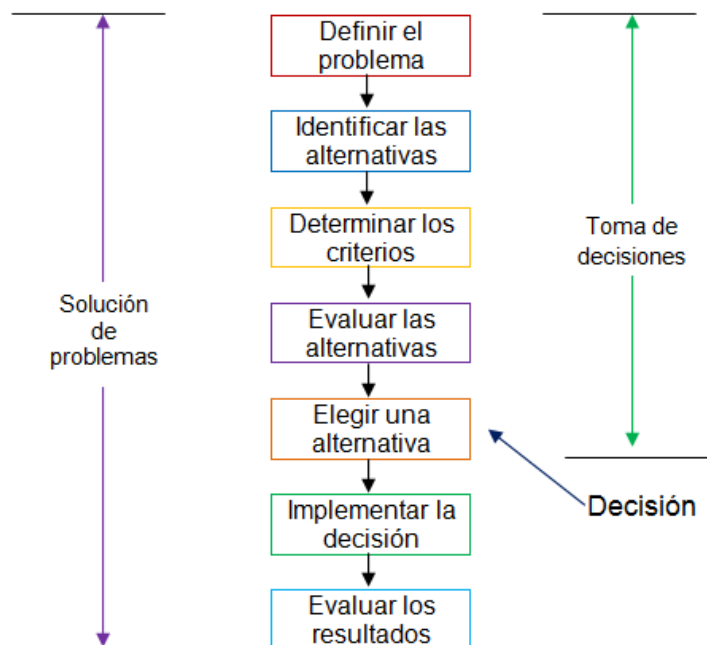 Definir el
problema
Identificar las
alternativas
Determinar los
criterios
Toma de
decisiones
Solución
de
problemas
Evaluar las
alternativas
Elegir una
alternativa
Decisión
Implementar la
decisión
Evaluar los
resultados